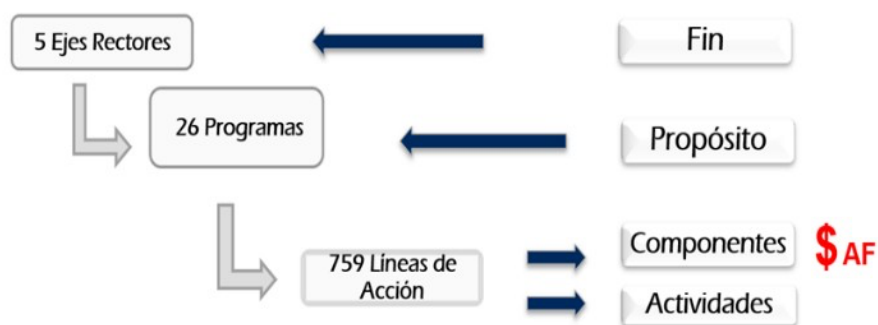 5 Ejes Rectores
Fin
26 Programas
Propósito
759 Líneas de
Acción
Componentes
$ AF
Actividades